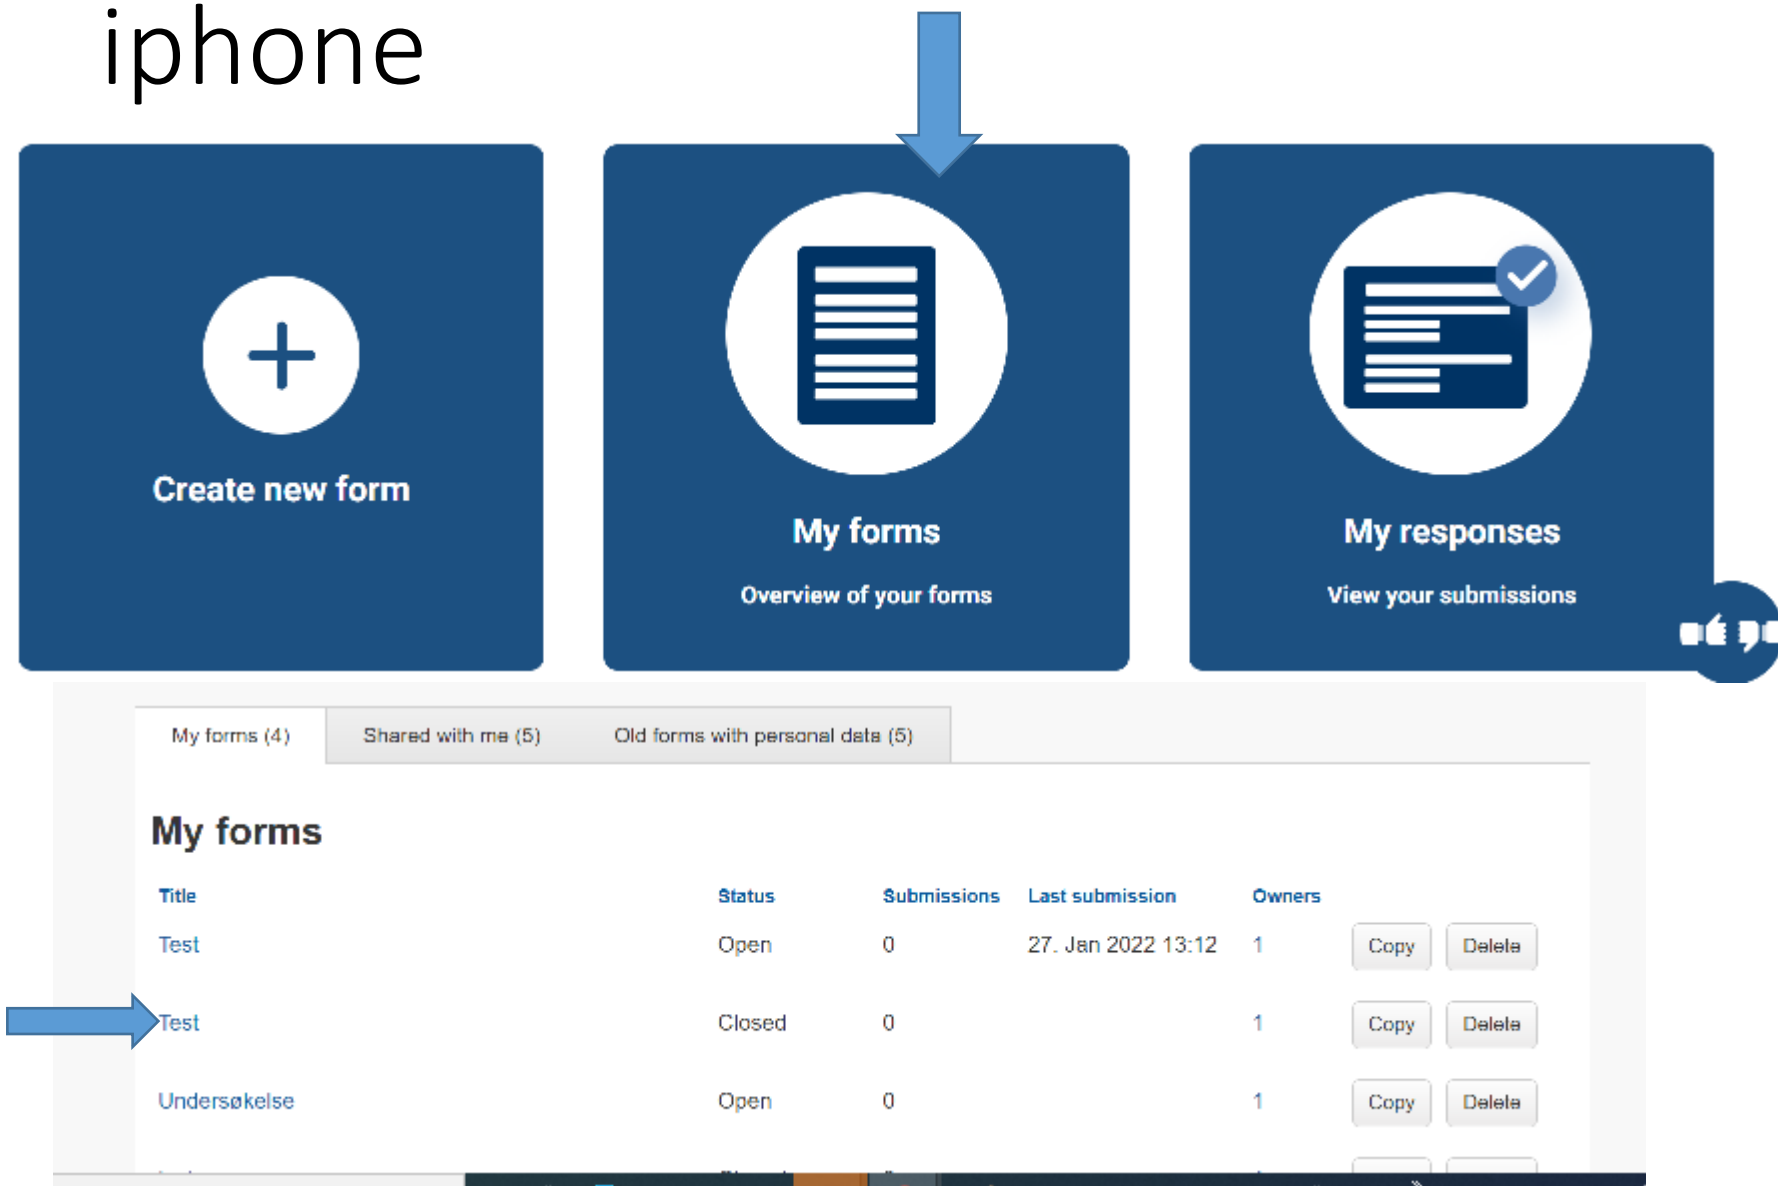 iphone
Create new form
My forms
Overview of your forms
My responses
View your submissions
My forms (4) Shared with me (5) Old forms with personal data (5)
My forms
Title Status Submissions Last submission Owners
Test Open 0 27. Jan 2022 13:12 1 Copy Delete
Test Closed 0 1 Copy Delete
Undersøkelse Open 0 1 Copy Delete